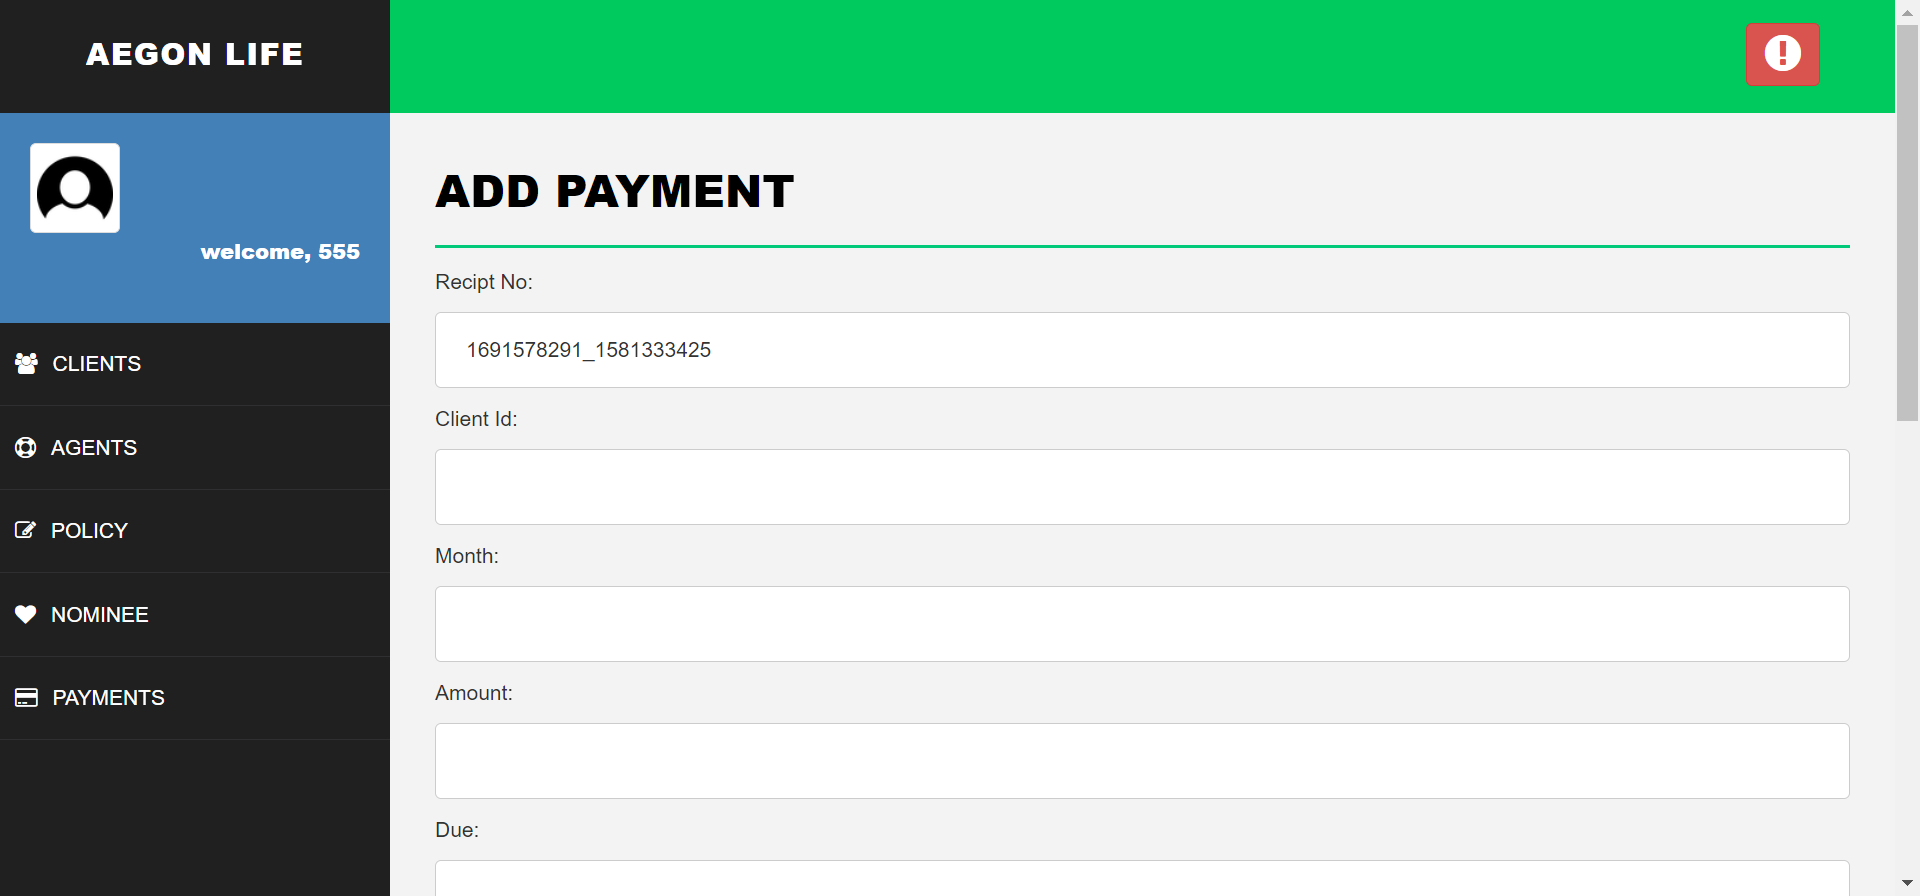 AEGON LIFE
welcome, 555
CLIENTS
AGENTS
POLICY
NOMINEE
PAYMENTS
ADD PAYMENT
Recipt No:
1691578291_1581333425
Client Id:
Month:
Amount:
Due: